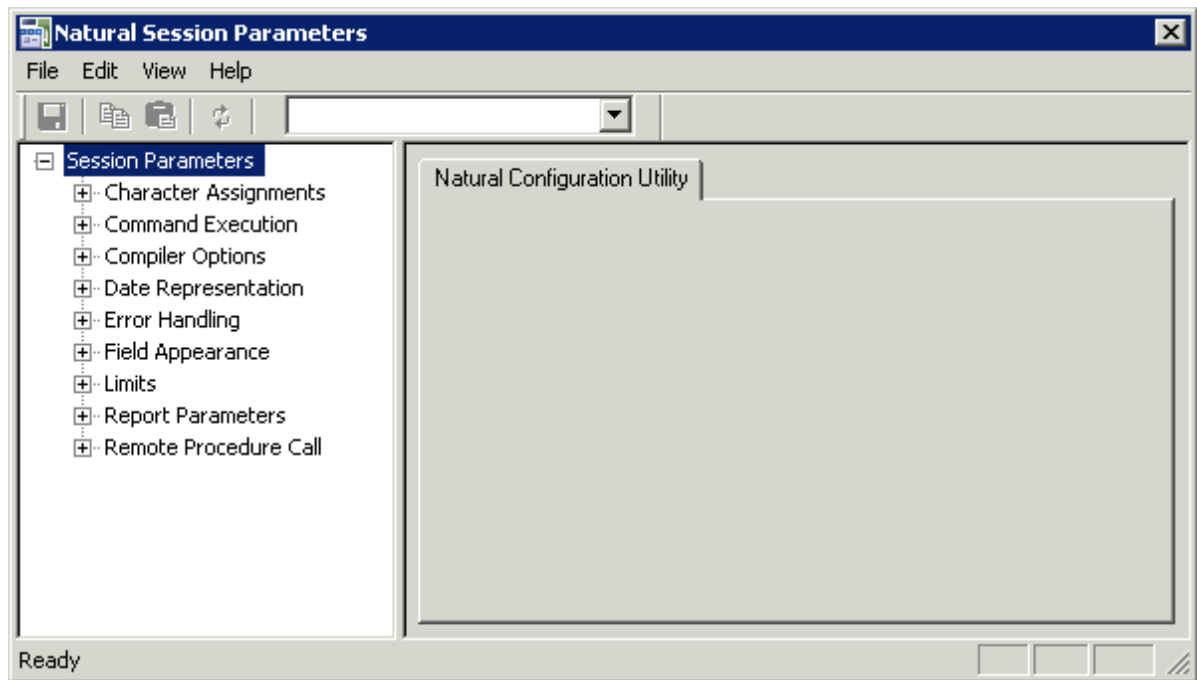 Natural Session Parameters
File Edit View Help
Session Parameters
Character Assignments
Command Execution
Compiler Options
Date Representation
Error Handling
Field Appearance
Limits
Report Parameters
Remote Procedure Call
Natural Configuration Utility
Ready